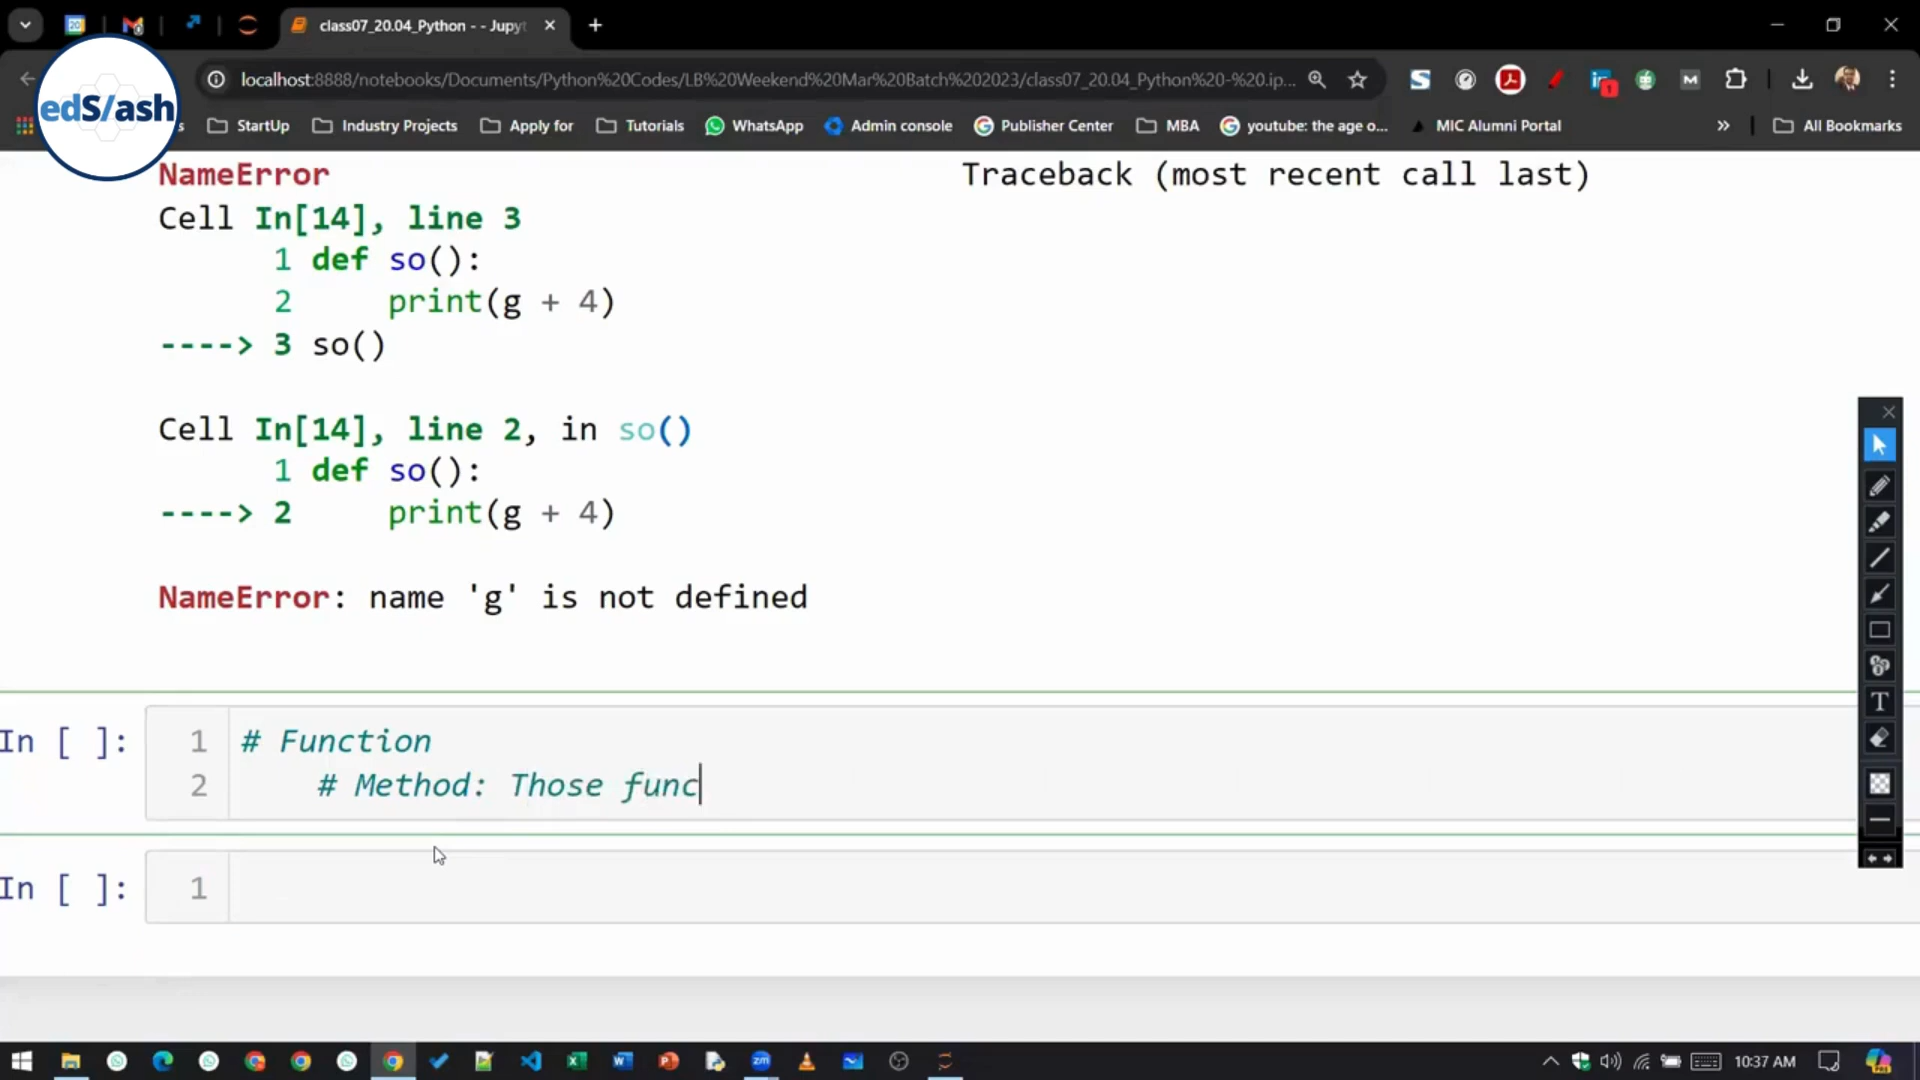 class07_20.04_Python - - Jupyt
localhost:8888/notebooks/Documents/Python%20Codes/LB%20Weekend%20Mar%20Batch%202023/class07_20.04_Python%20-%20.ip...
edS/ash
s StartUp Industry Projects Apply for Tutorials WhatsApp Admin console Publisher Center MBA youtube: the age o... MIC Alumni Portal » All Bookmarks
NameError Traceback (most recent call last)
Cell In[14], line 3
1 def so():
2 print(g + 4)
----> 3 so()
Cell In[14], line 2, in so()
1 def so():
----> 2 print(g + 4)
NameError: name 'g' is not defined
In [ ]: 1 # Function
2 # Method: Those func
In [ ]: 1
10:37 AM